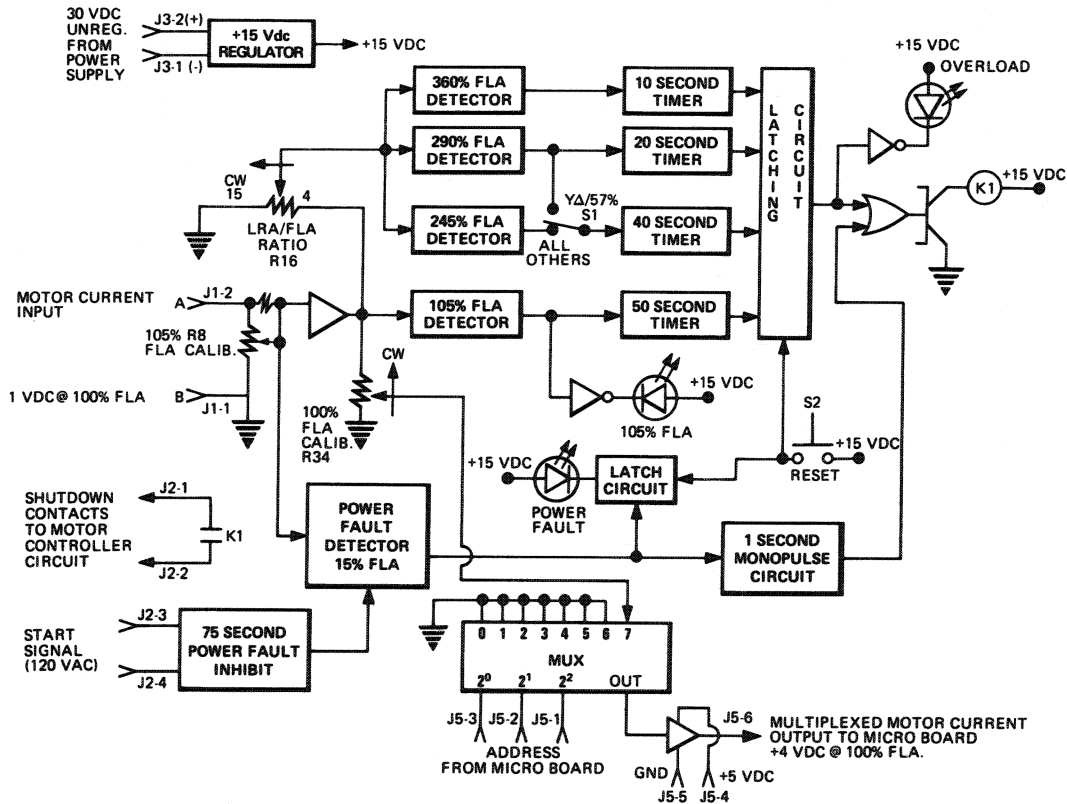 30 VDC
UNREG.
FROM
POWER
SUPPLY
J3-2(+)
J3-1 (-)
+15 Vdc
REGULATOR
+15 VDC
360% FLA
DETECTOR
10 SECOND
TIMER
290% FLA
DETECTOR
20 SECOND
TIMER
245% FLA
DETECTOR
YΔ/57%
S1
ALL
OTHERS
40 SECOND
TIMER
105% FLA
DETECTOR
50 SECOND
TIMER
LATCHING
CIRCUIT
+15 VDC
OVERLOAD
K1
+15 VDC
CW
15
4
LRA/FLA
RATIO
R16
MOTOR CURRENT
INPUT
A
J1-2
105% R8
FLA CALIB.
1 VDC @ 100% FLA
B
J1-1
CW
100%
FLA
CALIB.
R34
+15 VDC
105% FLA
S2
+15 VDC
RESET
+15 VDC
POWER
FAULT
LATCH
CIRCUIT
SHUTDOWN
CONTACTS
TO MOTOR
CONTROLLER
CIRCUIT
J2-1
K1
J2-2
POWER
FAULT
DETECTOR
15% FLA
1 SECOND
MONOPULSE
CIRCUIT
START
SIGNAL
(120 VAC)
J2-3
J2-4
75 SECOND
POWER FAULT
INHIBIT
0 1 2 3 4 5 6 7
MUX
2⁰ 2¹ 2² OUT
J5-3 J5-2 J5-1
ADDRESS
FROM MICRO BOARD
J5-6
MULTIPLEXED MOTOR CURRENT
OUTPUT TO MICRO BOARD
+4 VDC @ 100% FLA.
GND
+5 VDC
J5-5 J5-4